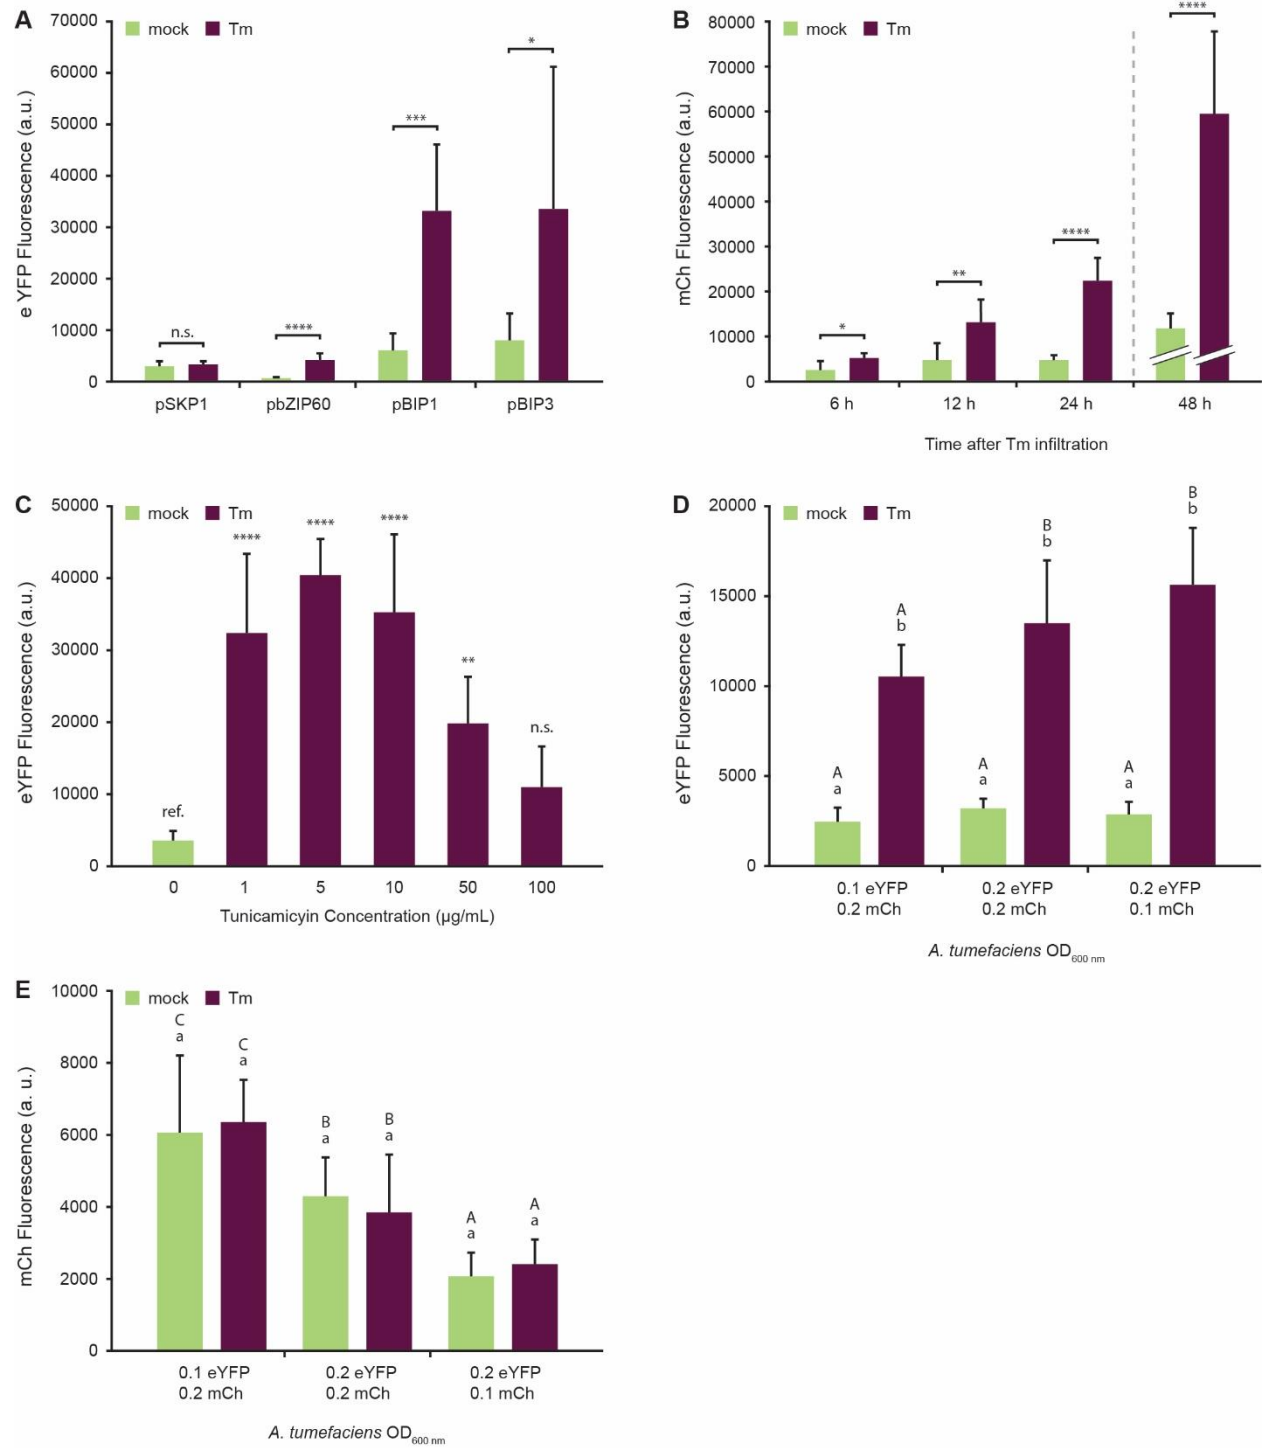 A
mock Tm
70000
60000
50000
40000
30000
20000
10000
0
e YFP Fluorescence (a.u.)
n.s.
****
***
*
pSKP1 pbZIP60 pBIP1 pBIP3
B
mock Tm
80000
70000
60000
50000
40000
30000
20000
10000
0
mCh Fluorescence (a.u.)
*
**
****
****
6 h 12 h 24 h 48 h
Time after Tm infiltration
C
mock Tm
50000
40000
30000
20000
10000
0
eYFP Fluorescence (a.u.)
ref.
****
****
****
**
n.s.
0 1 5 10 50 100
Tunicamicyin Concentration (µg/mL)
D
mock Tm
20000
15000
10000
5000
0
eYFP Fluorescence (a.u.)
A
a
A
b
A
a
B
b
A
a
B
b
0.1 eYFP 0.2 eYFP 0.2 eYFP
0.2 mCh 0.2 mCh 0.1 mCh
A. tumefaciens OD600 nm
E
mock Tm
10000
8000
6000
4000
2000
0
mCh Fluorescence (a. u.)
C
a
C
a
B
a
B
a
A
a
A
a
0.1 eYFP 0.2 eYFP 0.2 eYFP
0.2 mCh 0.2 mCh 0.1 mCh
A. tumefaciens OD600 nm